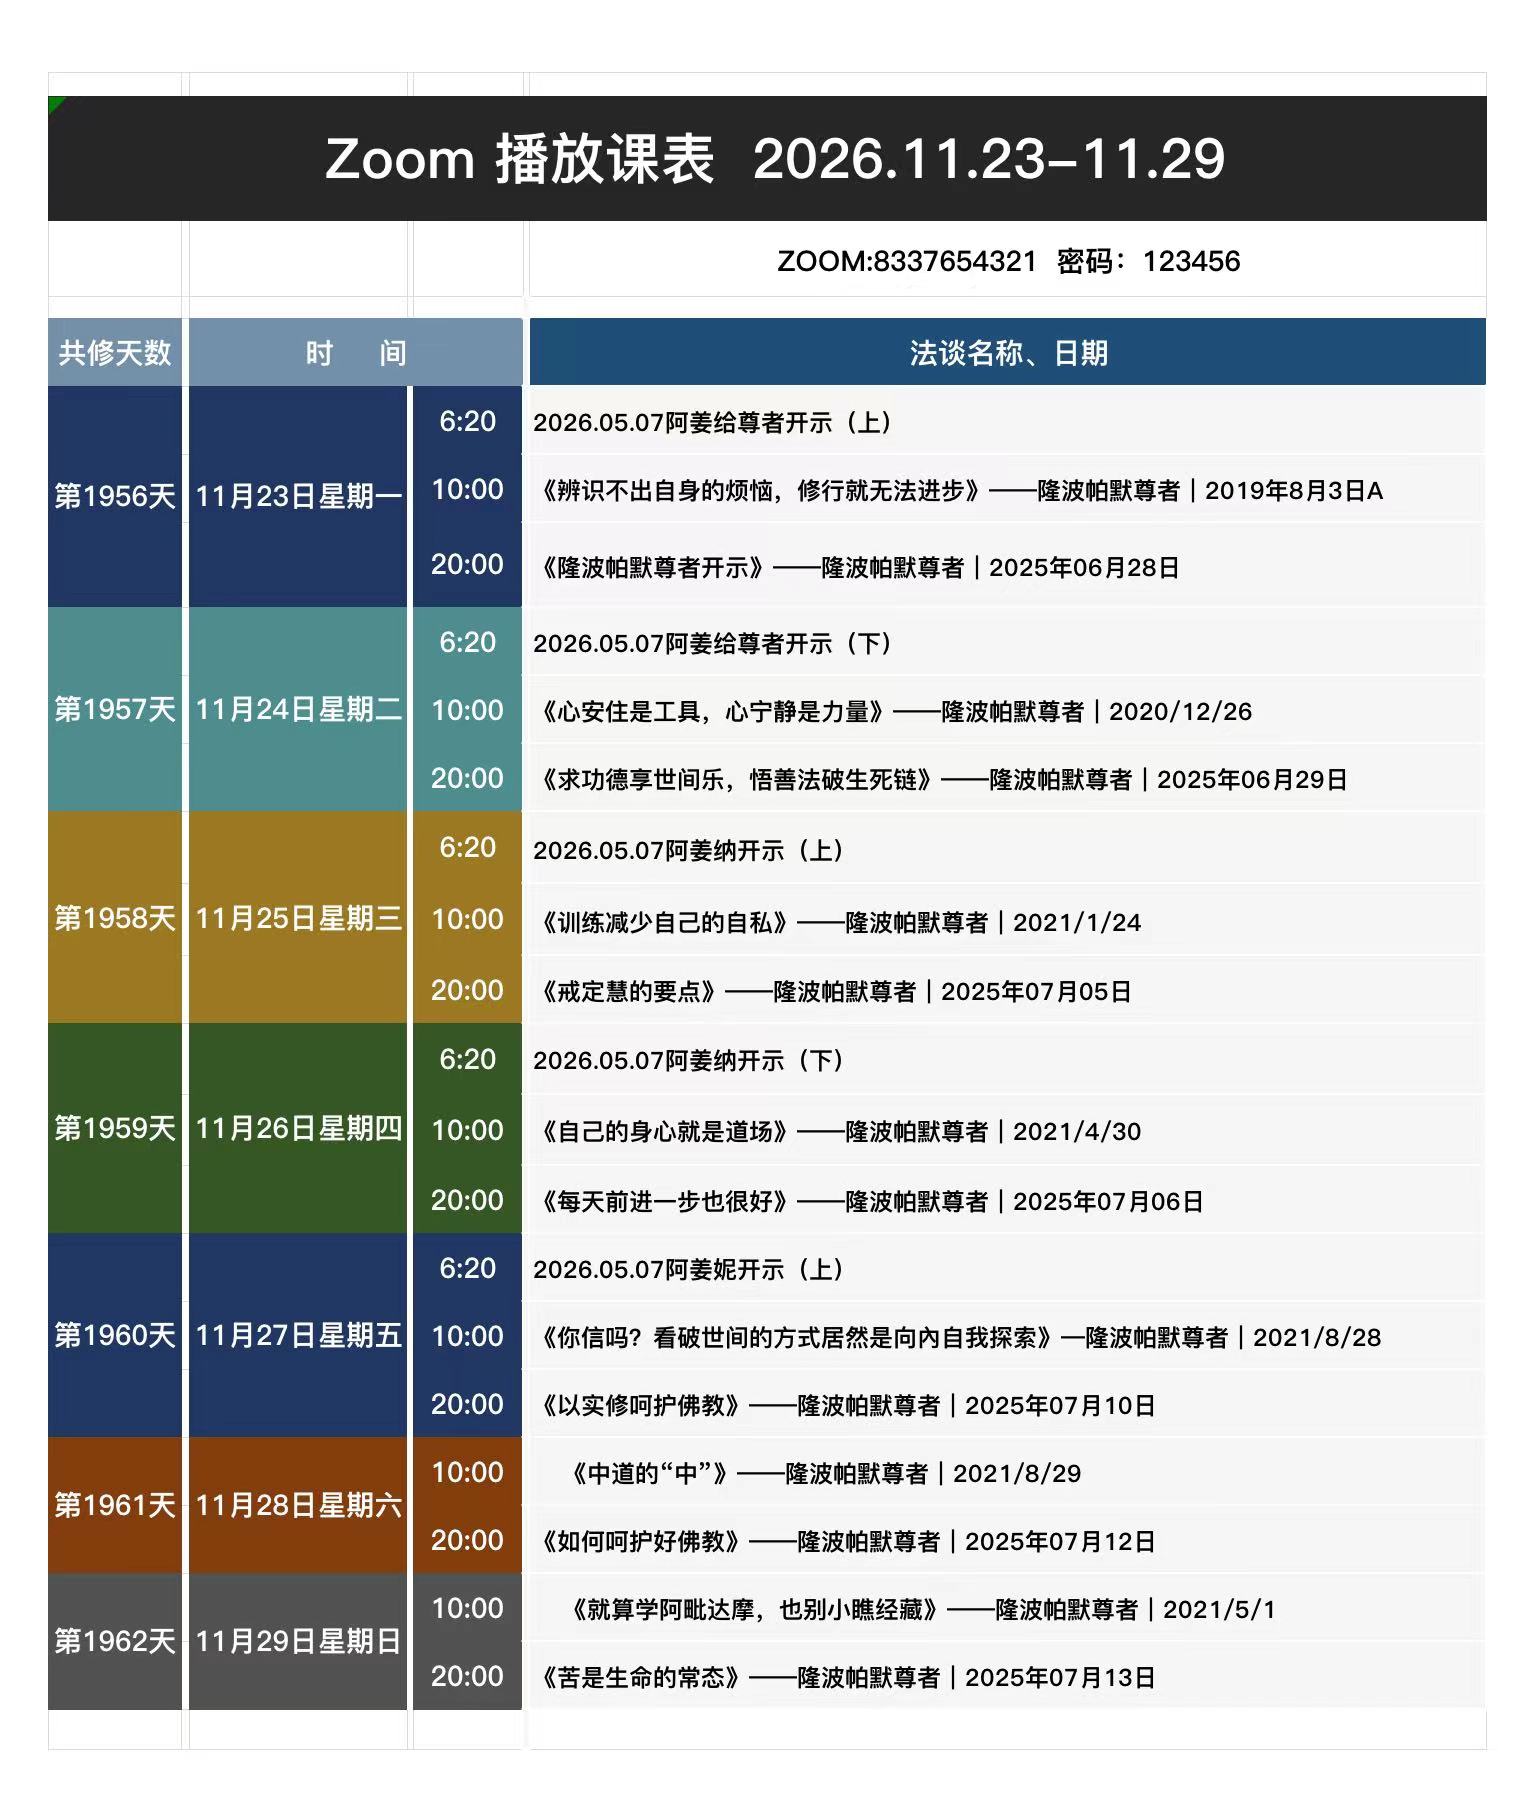 Zoom 播放课表 2026.11.23-11.29
ZOOM:8337654321 密码：123456
共修天数 时 间 法谈名称、日期
第1956天 11月23日星期一
6:20 2026.05.07阿姜给尊者开示（上）
10:00 《辨识不出自身的烦恼，修行就无法进步》——隆波帕默尊者｜2019年8月3日A
20:00 《隆波帕默尊者开示》——隆波帕默尊者｜2025年06月28日
第1957天 11月24日星期二
6:20 2026.05.07阿姜给尊者开示（下）
10:00 《心安住是工具，心宁静是力量》——隆波帕默尊者｜2020/12/26
20:00 《求功德享世间乐，悟善法破生死链》——隆波帕默尊者｜2025年06月29日
第1958天 11月25日星期三
6:20 2026.05.07阿姜纳开示（上）
10:00 《训练减少自己的自私》——隆波帕默尊者｜2021/1/24
20:00 《戒定慧的要点》——隆波帕默尊者｜2025年07月05日
第1959天 11月26日星期四
6:20 2026.05.07阿姜纳开示（下）
10:00 《自己的身心就是道场》——隆波帕默尊者｜2021/4/30
20:00 《每天前进一步也很好》——隆波帕默尊者｜2025年07月06日
第1960天 11月27日星期五
6:20 2026.05.07阿姜妮开示（上）
10:00 《你信吗？看破世间的方式居然是向內自我探索》—隆波帕默尊者｜2021/8/28
20:00 《以实修呵护佛教》——隆波帕默尊者｜2025年07月10日
第1961天 11月28日星期六
10:00 《中道的“中”》——隆波帕默尊者｜2021/8/29
20:00 《如何呵护好佛教》——隆波帕默尊者｜2025年07月12日
第1962天 11月29日星期日
10:00 《就算学阿毗达摩，也别小瞧经藏》——隆波帕默尊者｜2021/5/1
20:00 《苦是生命的常态》——隆波帕默尊者｜2025年07月13日